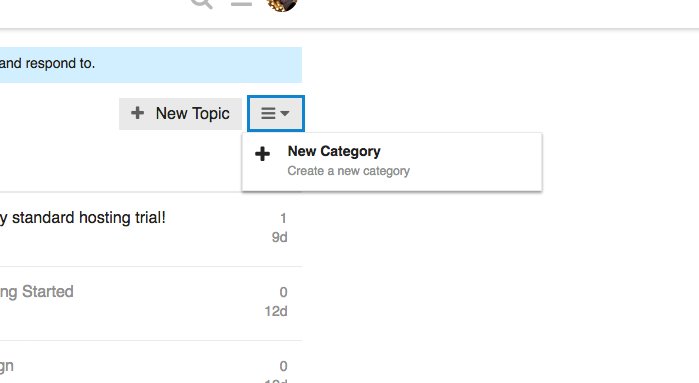 and respond to.
New Topic
New Category
Create a new category
y standard hosting trial!
1
9d
ng Started
0
12d
gn
0